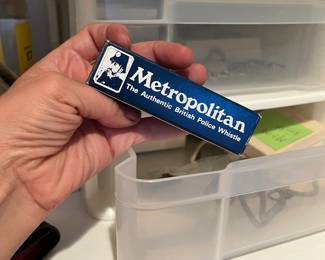 Metropolitan
The Authentic British Police Whistle